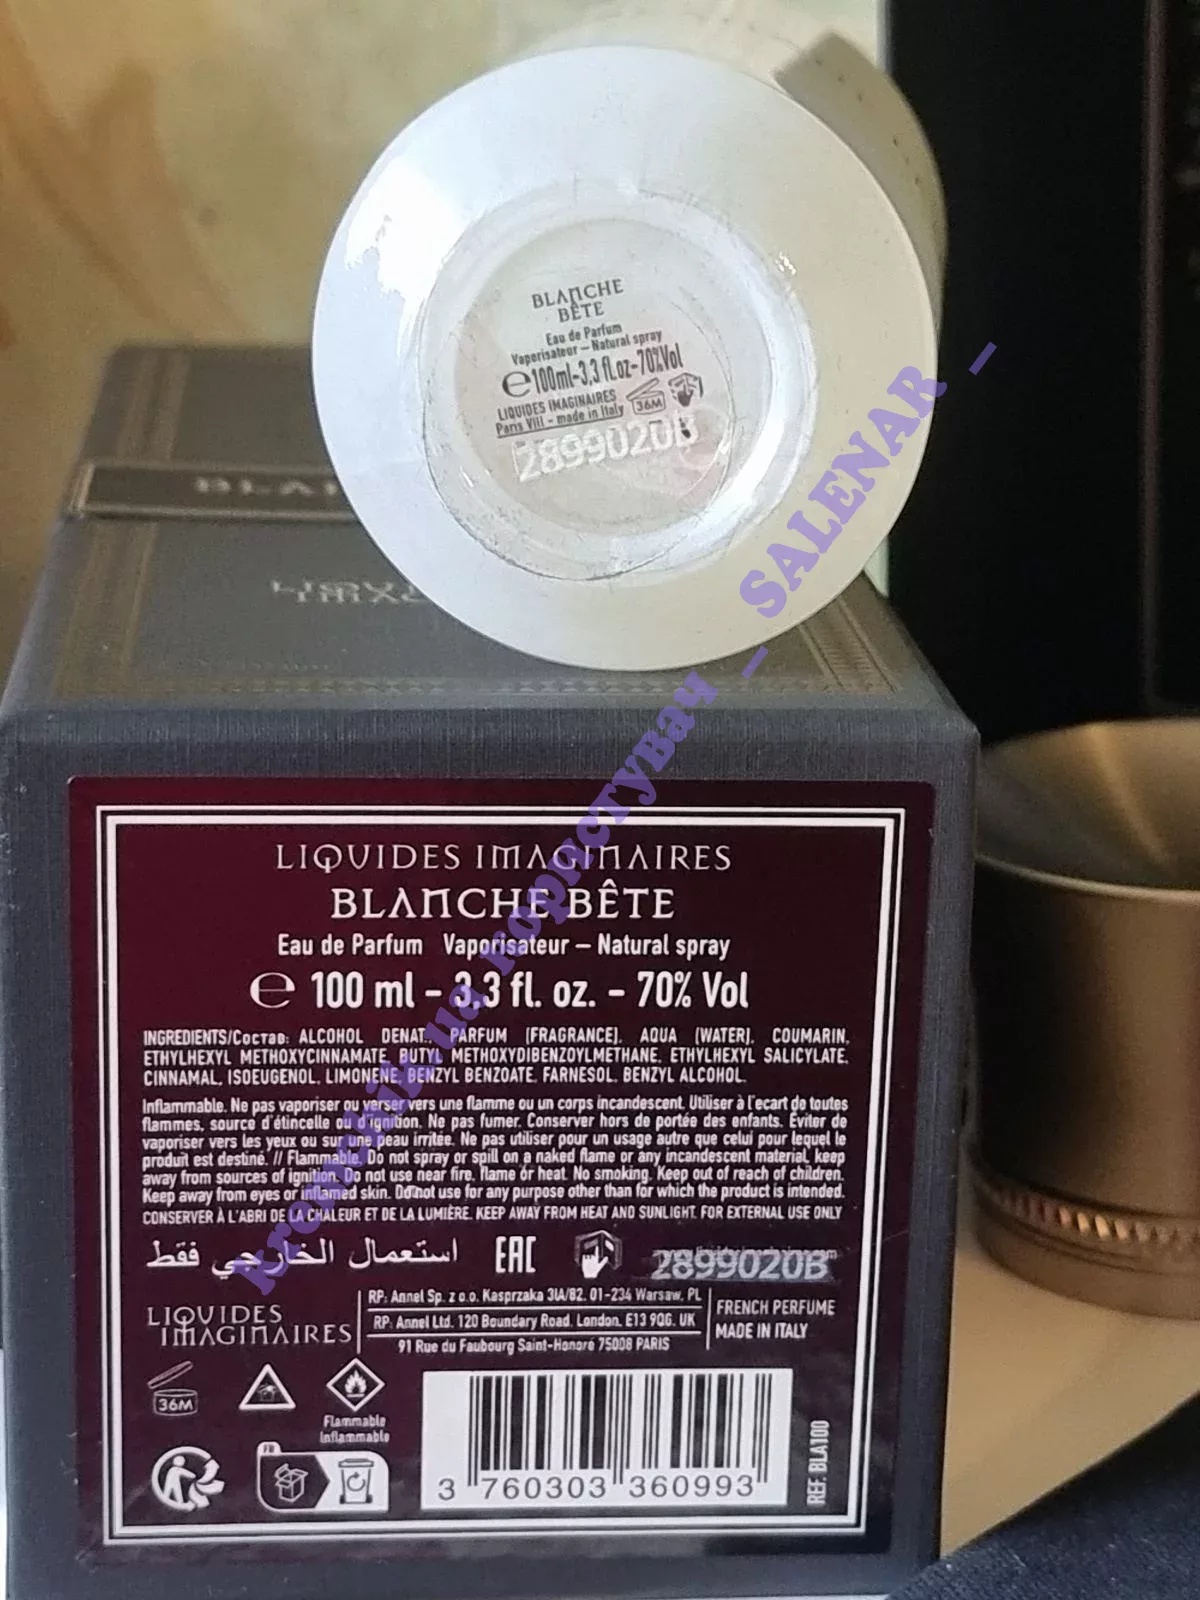 BLANCHE
BÊTE
Eau de Parfum
Vaporisateur – Natural spray
e 100ml-3,3 fl.oz-70%Vol
LIQUIDES IMAGINAIRES
Paris VIII - made in Italy
36M
2899020B
BLAN
LIQUIDES IMAGINAIRES
BLANCHE BÊTE
Eau de Parfum Vaporisateur – Natural spray
e 100 ml – 3,3 fl. oz. – 70% Vol
INGREDIENTS/Состав: ALCOHOL DENAT., PARFUM (FRAGRANCE), AQUA (WATER), COUMARIN,
ETHYLHEXYL METHOXYCINNAMATE, BUTYL METHOXYDIBENZOYLMETHANE, ETHYLHEXYL SALICYLATE,
CINNAMAL, ISOEUGENOL, LIMONENE, BENZYL BENZOATE, FARNESOL, BENZYL ALCOHOL.
Inflammable. Ne pas vaporiser ou verser vers une flamme ou un corps incandescent. Utiliser à l'ecart de toutes
flammes, source d'étincelle ou d'ignition. Ne pas fumer. Conserver hors de portée des enfants. Eviter de
vaporiser vers les yeux ou sur une peau irritée. Ne pas utiliser pour un usage autre que celui pour lequel le
produit est destiné. // Flammable. Do not spray or spill on a naked flame or any incandescent material, keep
away from sources of ignition. Do not use near fire, flame or heat. No smoking. Keep out of reach of children.
Keep away from eyes or inflamed skin. Do not use for any purpose other than for which the product is intended.
CONSERVER À L'ABRI DE LA CHALEUR ET DE LA LUMIÈRE. KEEP AWAY FROM HEAT AND SUNLIGHT. FOR EXTERNAL USE ONLY
استعمال الخارجي فقط
EAC
2899020B
LIQUIDES
IMAGINAIRES
RP: Annel Sp. z o.o. Kasprzaka 31A/82. 01-234 Warsaw, PL
RP: Annel Ltd. 120 Boundary Road. London, E13 9QG. UK
91 Rue du Faubourg Saint-Honoré 75008 PARIS
FRENCH PERFUME
MADE IN ITALY
36M
Flammable
Inflammable
FR
3 760303 360993
REF. BLA100
kremchik.ua користувач _ SALENAR _